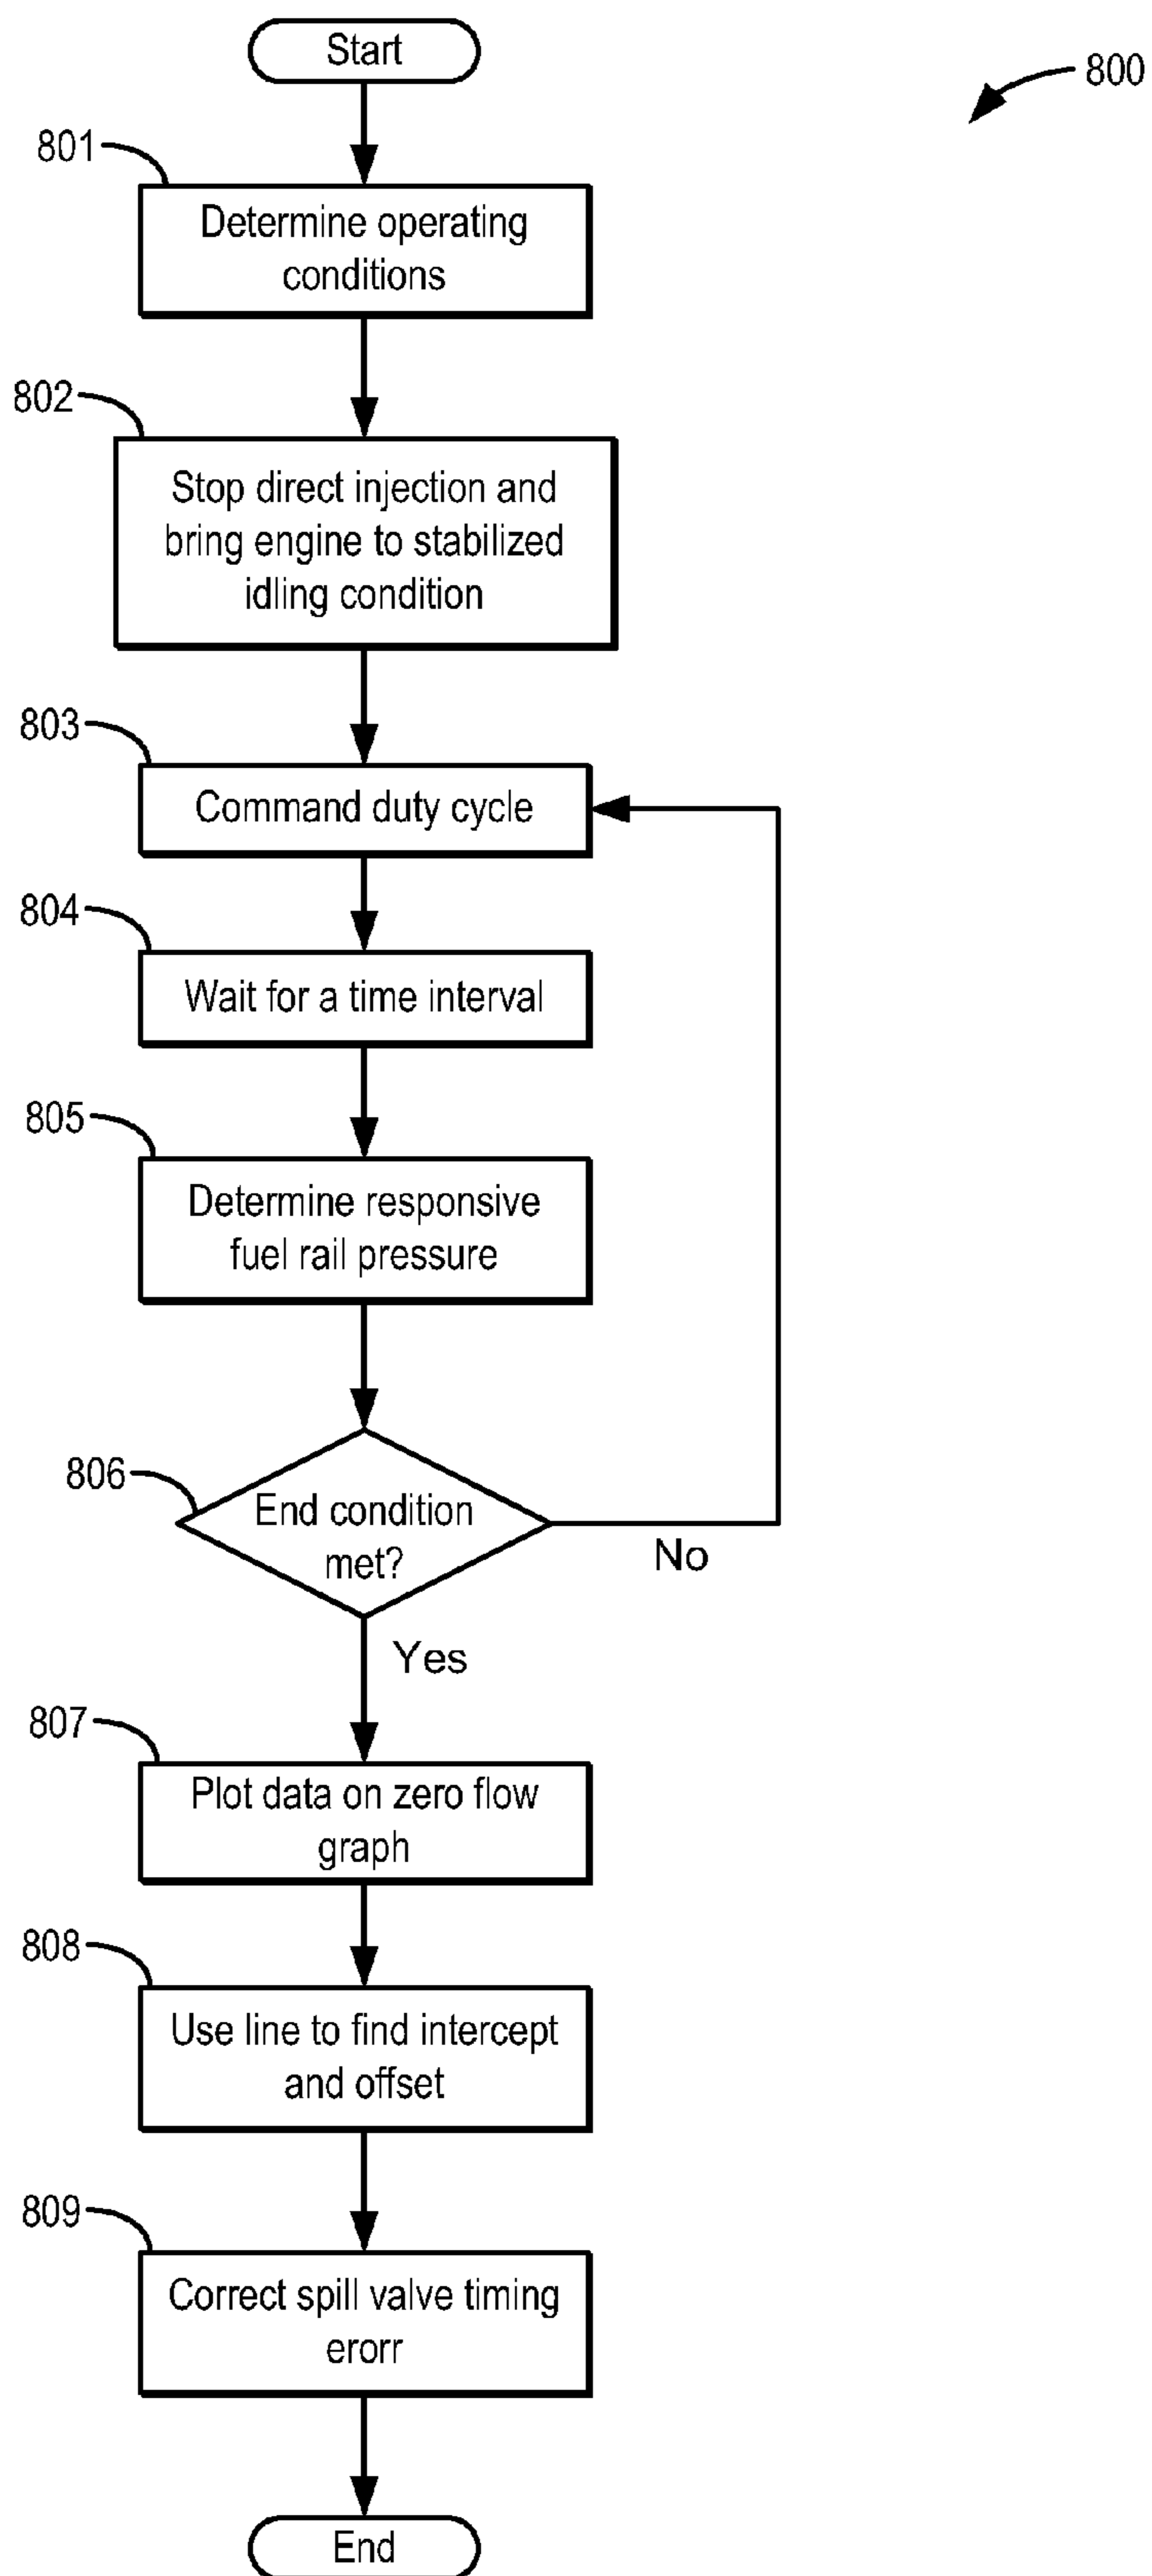 Start
800
801
Determine operating
conditions
802
Stop direct injection and
bring engine to stabilized
idling condition
803
Command duty cycle
804
Wait for a time interval
805
Determine responsive
fuel rail pressure
806
End condition
met?
No
Yes
807
Plot data on zero flow
graph
808
Use line to find intercept
and offset
809
Correct spill valve timing
erorr
End